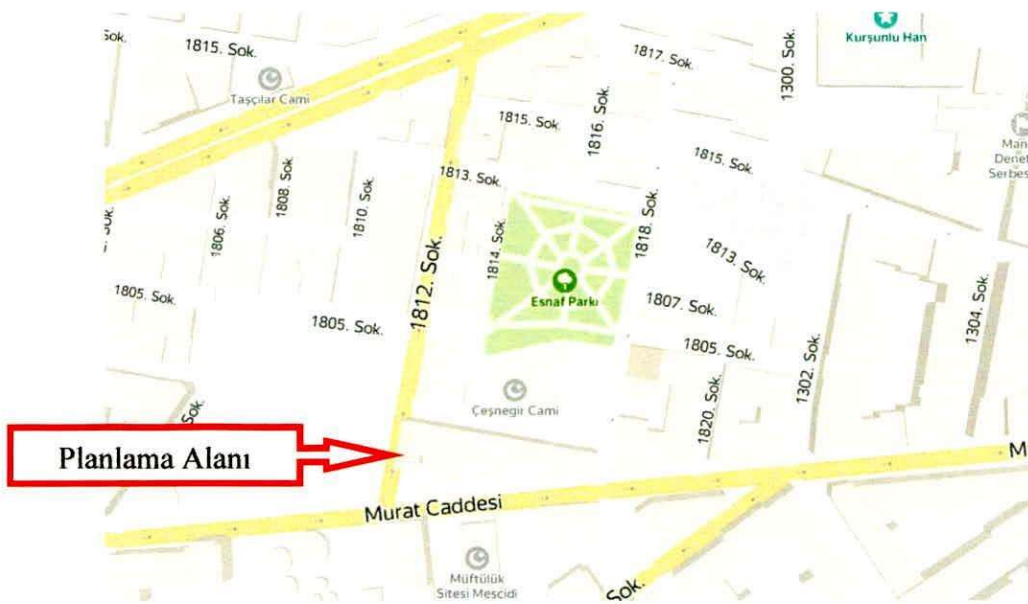 1815. Sok.
Taşçılar Cami
Sok.
1817. Sok.
1300. Sok.
Kurşunlu Han
1815. Sok.
1816. Sok.
1815. Sok.
1813. Sok.
1806. Sok.
1808. Sok.
1810. Sok.
1812. Sok.
1814. Sok.
1818. Sok.
1813. Sok.
Esnaf Parkı
1807. Sok.
1805. Sok.
1805. Sok.
1805. Sok.
1302. Sok.
1304. Sok.
1820. Sok.
Çeşnegir Cami
Sok.
Planlama Alanı
Murat Caddesi
M
Müftülük
Sitesi Mescidi
Sok.
Man
Denet
Serbes